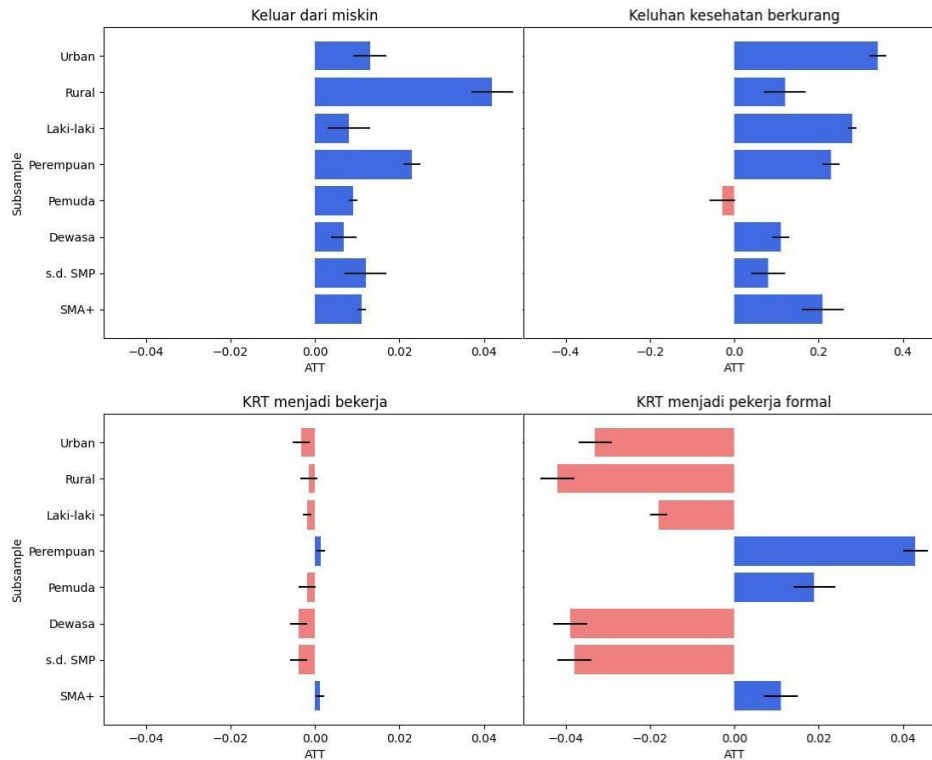 Keluar dari miskin
Keluhan kesehatan berkurang
Subsample
Urban
Rural
Laki-laki
Perempuan
Pemuda
Dewasa
s.d. SMP
SMA+
−0.04 −0.02 0.00 0.02 0.04
ATT
−0.4 −0.2 0.0 0.2 0.4
ATT
KRT menjadi bekerja
KRT menjadi pekerja formal
Subsample
Urban
Rural
Laki-laki
Perempuan
Pemuda
Dewasa
s.d. SMP
SMA+
−0.04 −0.02 0.00 0.02 0.04
ATT
−0.04 −0.02 0.00 0.02 0.04
ATT